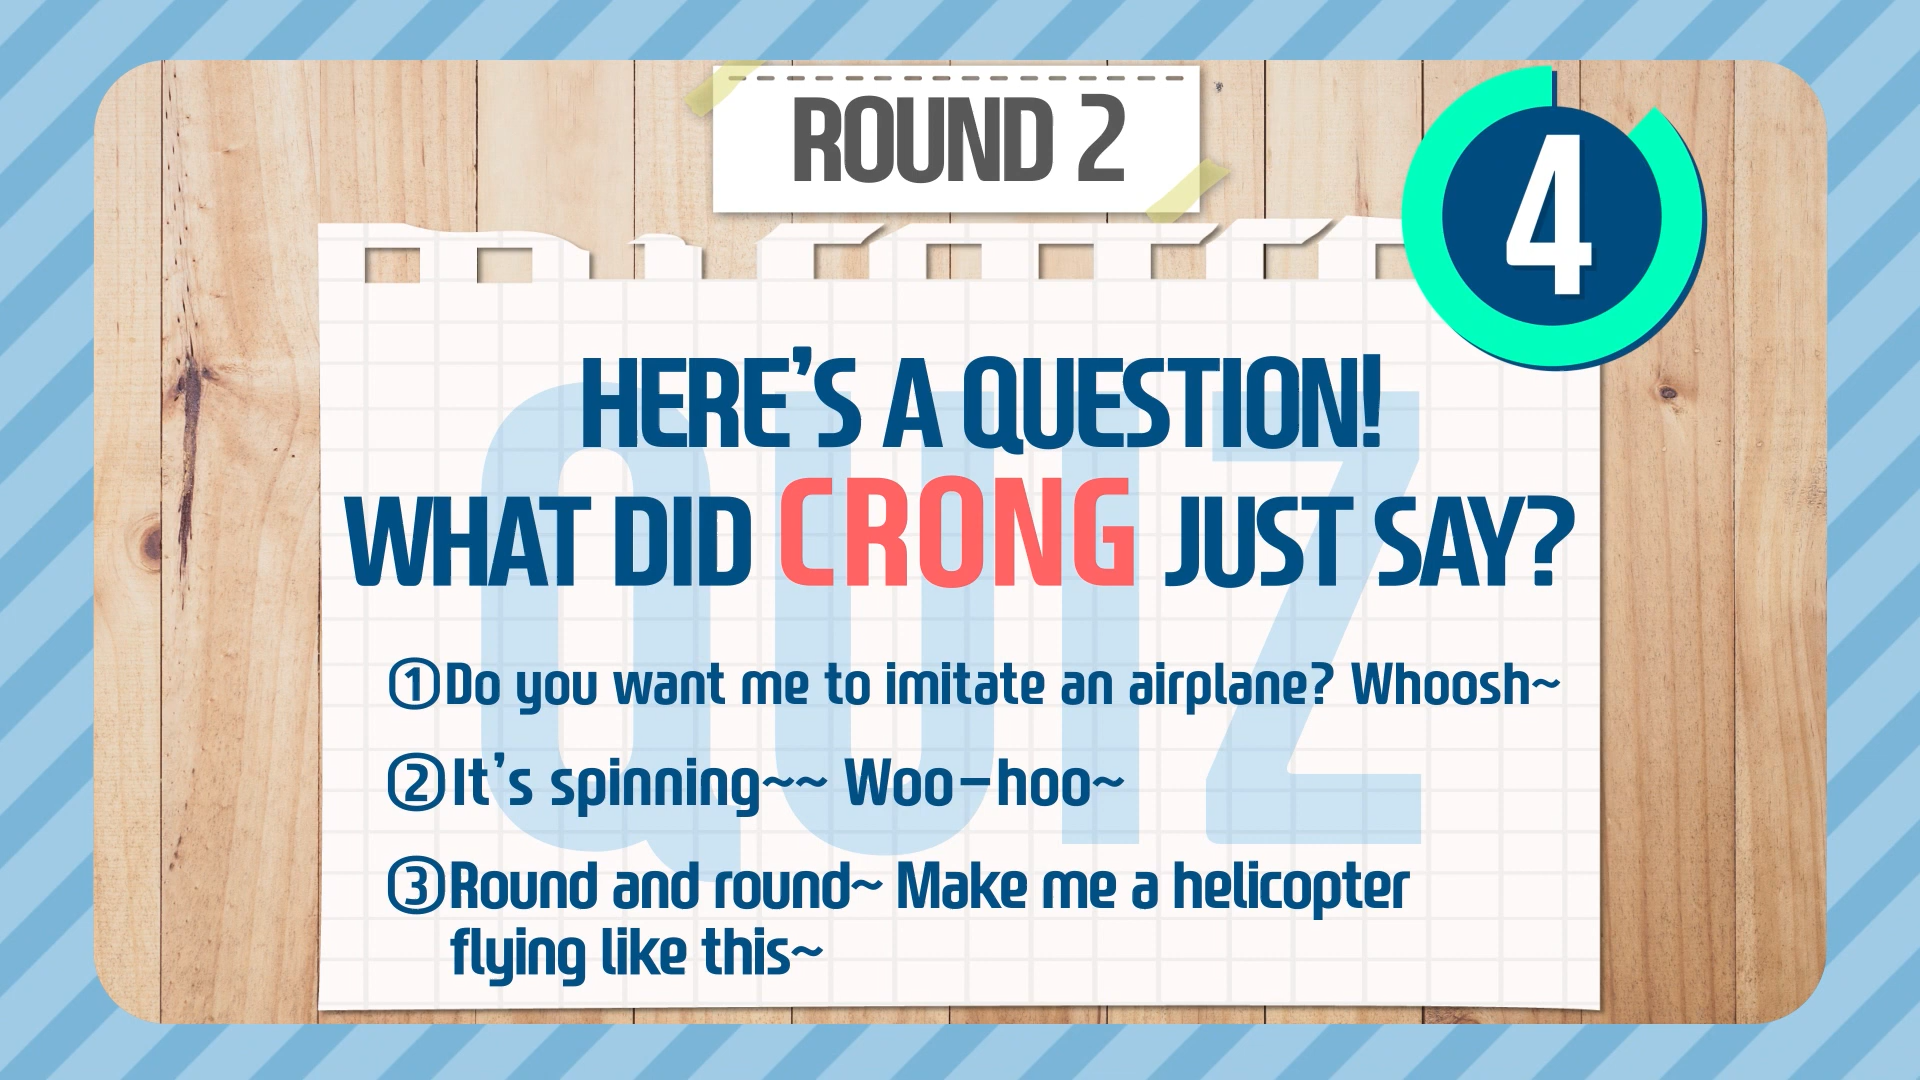 ROUND 2
4
HERE'S A QUESTION!
WHAT DID CRONG JUST SAY?
①Do you want me to imitate an airplane? Whoosh~
②It's spinning~~ Woo-hoo~
③Round and round~ Make me a helicopter
flying like this~
QUIZ